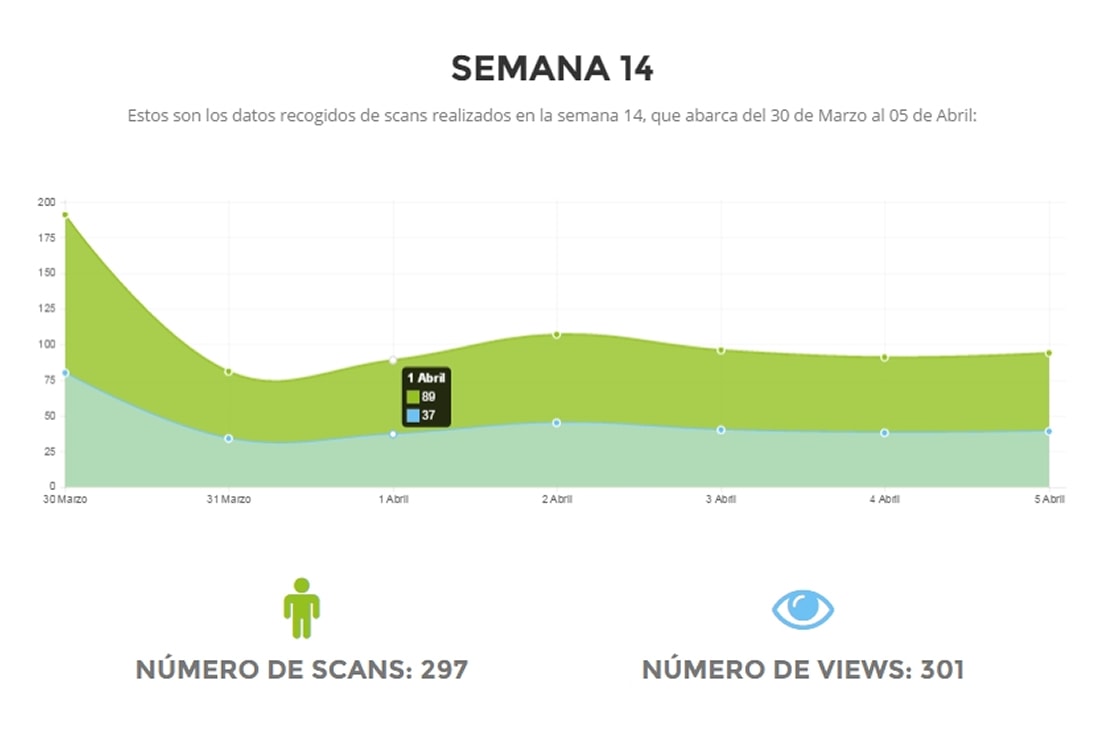 SEMANA 14
Estos son los datos recogidos de scans realizados en la semana 14, que abarca del 30 de Marzo al 05 de Abril:
200
175
150
125
100
75
50
25
0
1 Abril
89
37
30 Marzo 31 Marzo 1 Abril 2 Abril 3 Abril 4 Abril 5 Abril
NÚMERO DE SCANS: 297 NÚMERO DE VIEWS: 301